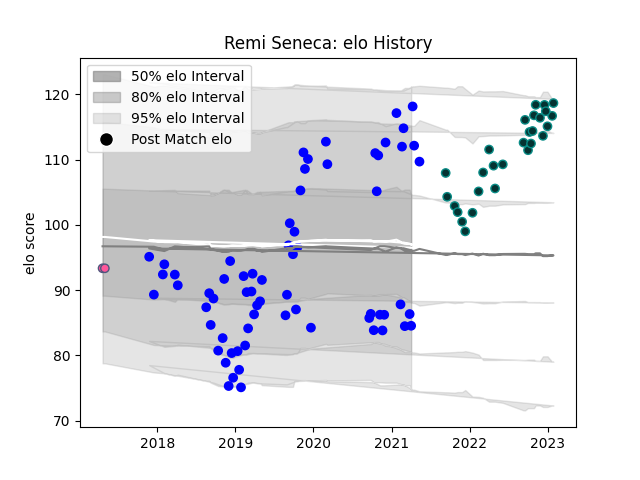 Remi Seneca: elo History
50% elo Interval
80% elo Interval
95% elo Interval
Post Match elo
elo score
120
110
100
90
80
70
2018 2019 2020 2021 2022 2023